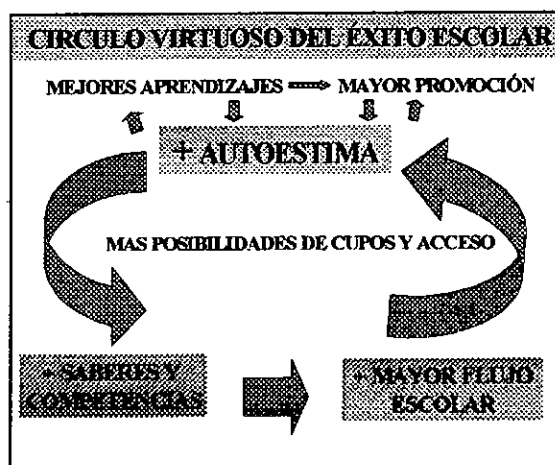 CIRCULO VIRTUOSO DEL ÉXITO ESCOLAR
MEJORES APRENDIZAJES MAYOR PROMOCIÓN
+ AUTOESTIMA
MAS POSIBILIDADES DE CUPOS Y ACCESO
+ SABERES Y
COMPETENCIAS
+ MAYOR FLUJO
ESCOLAR